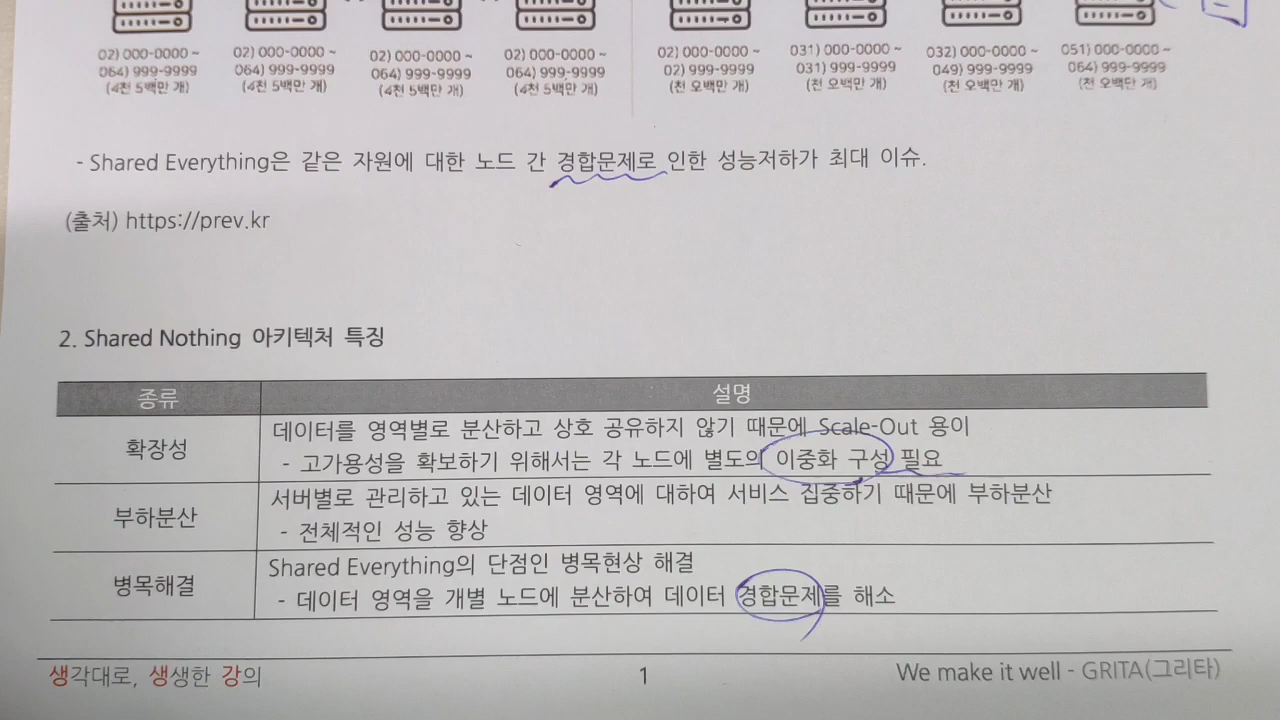 02) 000-0000 ~ 02) 000-0000 ~ 02) 000-0000 ~ 02) 000-0000 ~ 02) 000-0000 ~ 031) 000-0000 ~ 032) 000-0000 ~ 051) 000-0000 ~
064) 999-9999 064) 999-9999 064) 999-9999 064) 999-9999 02) 999-9999 031) 999-9999 049) 999-9999 064) 999-9999
(4천 5백만 개) (4천 5백만 개) (4천 5백만 개) (4천 5백만 개) (천 오백만 개) (천 오백만 개) (천 오백만 개) (천 오백만 개)
- Shared Everything은 같은 자원에 대한 노드 간 경합문제로 인한 성능저하가 최대 이슈.
(출처) https://prev.kr
2. Shared Nothing 아키텍처 특징
종류 설명
확장성 데이터를 영역별로 분산하고 상호 공유하지 않기 때문에 Scale-Out 용이
- 고가용성을 확보하기 위해서는 각 노드에 별도의 이중화 구성 필요
부하분산 서버별로 관리하고 있는 데이터 영역에 대하여 서비스 집중하기 때문에 부하분산
- 전체적인 성능 향상
병목해결 Shared Everything의 단점인 병목현상 해결
- 데이터 영역을 개별 노드에 분산하여 데이터 경합문제를 해소
생각대로, 생생한 강의 1 We make it well - GRITA(그리타)